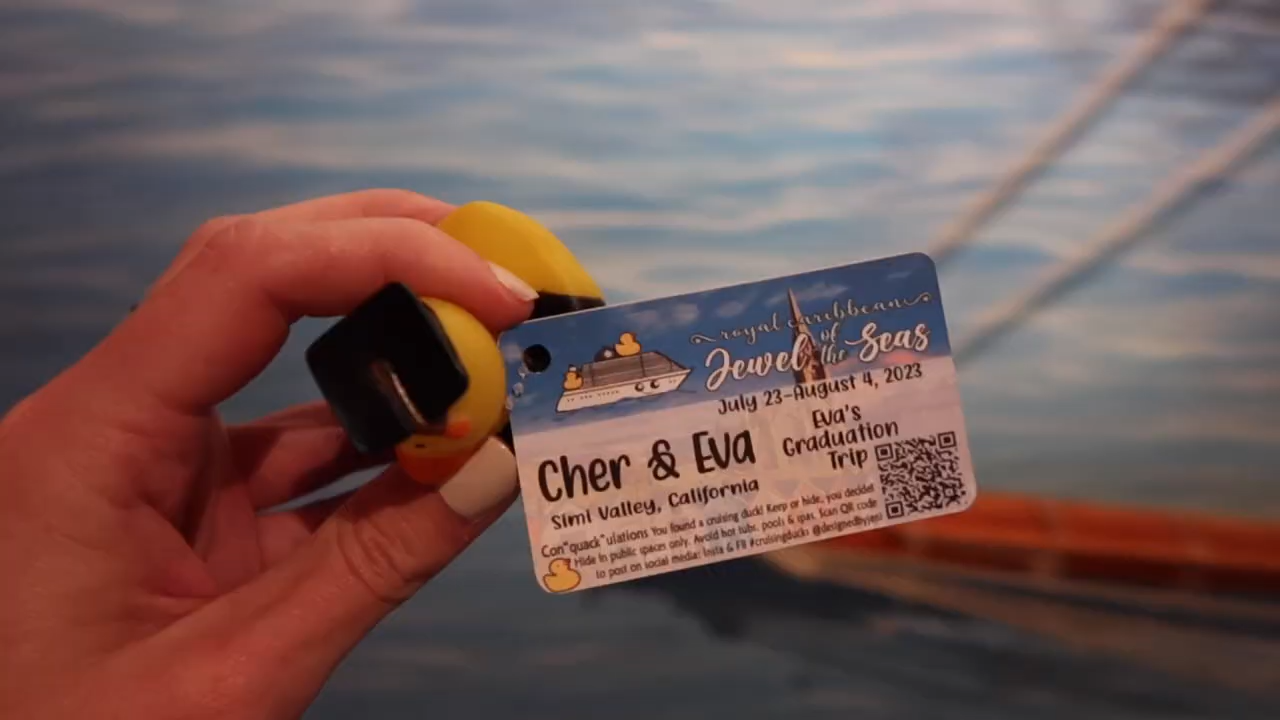 royal caribbean
Jewel of the Seas
July 23-August 4, 2023
Cher & Eva
Eva's
Graduation
Trip
Simi Valley, California
Con"quack"ulations You found a cruising duck! Keep or hide, you decide!
Hide in public spaces only. Avoid hot tubs, pools & spas. Scan QR code
to post on social media: Insta & FB #cruisingducks @designedbyjeni